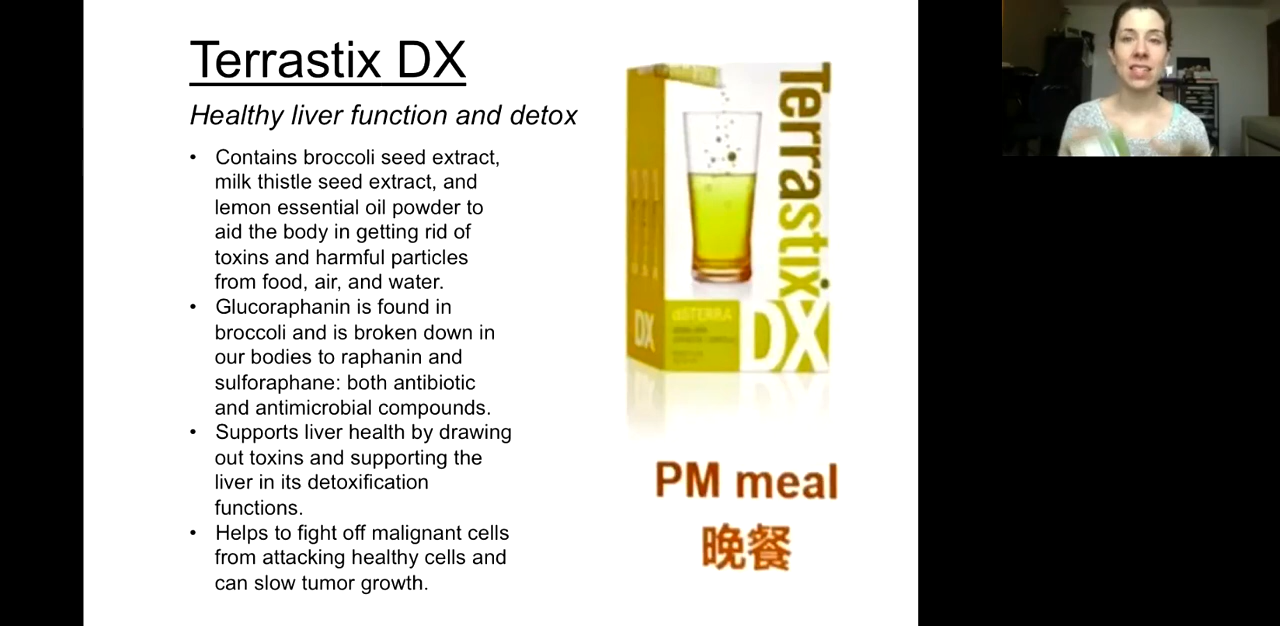 Terrastix DX
Healthy liver function and detox
• Contains broccoli seed extract,
milk thistle seed extract, and
lemon essential oil powder to
aid the body in getting rid of
toxins and harmful particles
from food, air, and water.
• Glucoraphanin is found in
broccoli and is broken down in
our bodies to raphanin and
sulforaphane: both antibiotic
and antimicrobial compounds.
• Supports liver health by drawing
out toxins and supporting the
liver in its detoxification
functions.
• Helps to fight off malignant cells
from attacking healthy cells and
can slow tumor growth.
Terrastix
DX
dōTERRA
DX
PM meal
晚餐